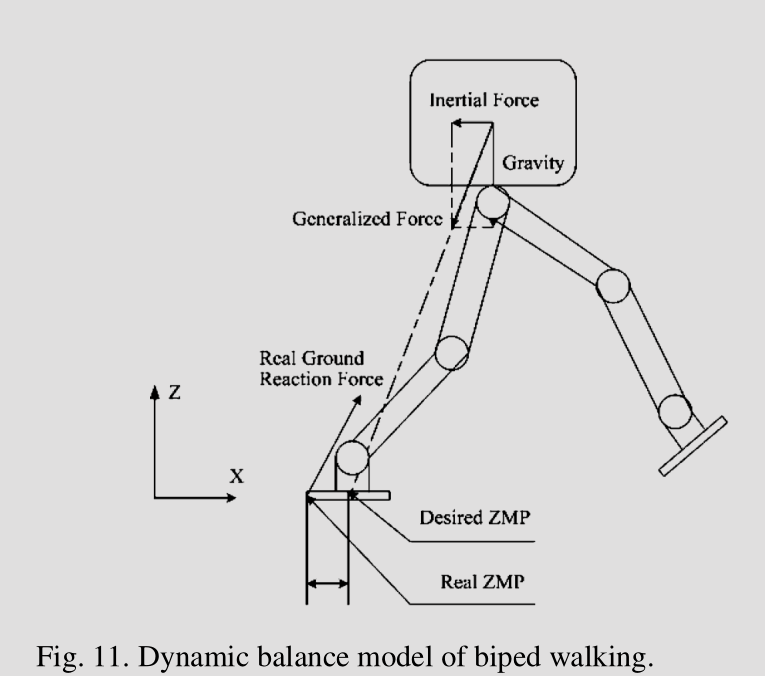 Inertial Force
Gravity
Generalized Force
Real Ground
Reaction Force
Z
X
Desired ZMP
Real ZMP
Fig. 11. Dynamic balance model of biped walking.